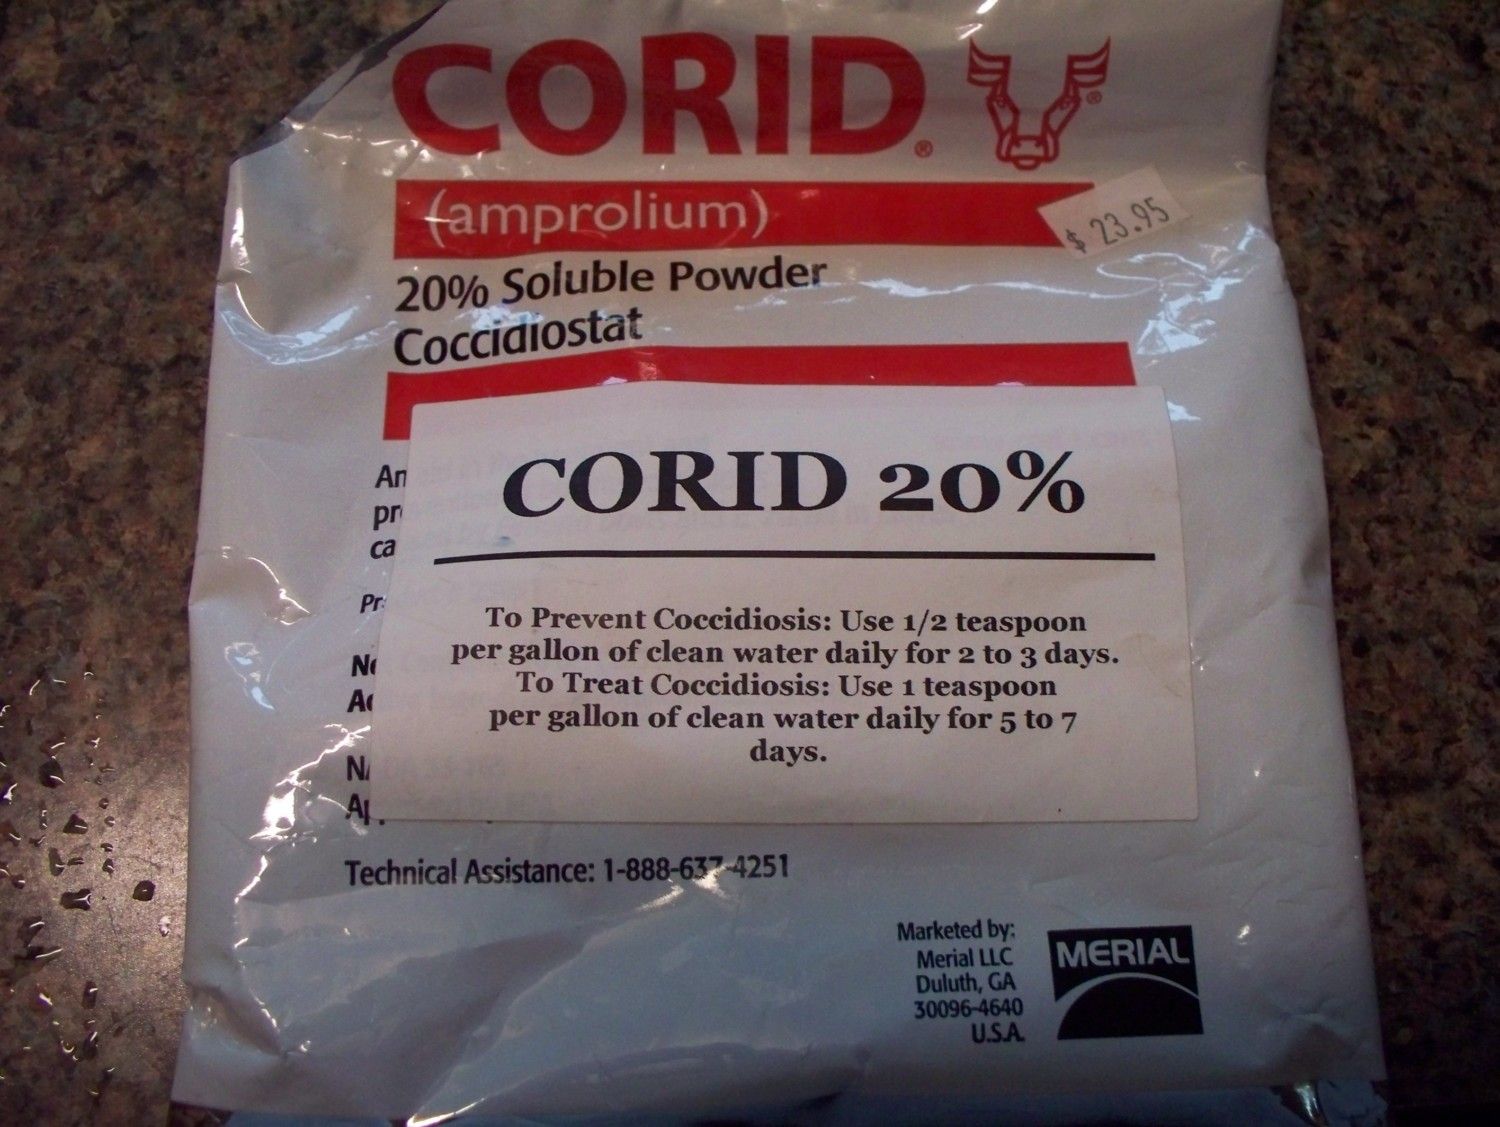 CORID®
®
(amprolium)
$ 23.95
20% Soluble Powder
Coccidiostat
CORID 20%
To Prevent Coccidiosis: Use 1/2 teaspoon
per gallon of clean water daily for 2 to 3 days.
To Treat Coccidiosis: Use 1 teaspoon
per gallon of clean water daily for 5 to 7
days.
Technical Assistance: 1-888-637-4251
Marketed by:
Merial LLC
Duluth, GA
30096-4640
U.S.A.
MERIAL